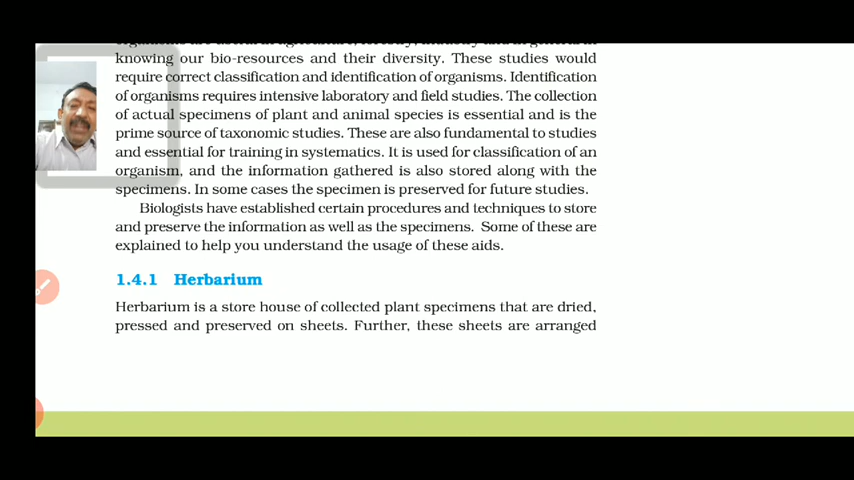 knowing our bio-resources and their diversity. These studies would
require correct classification and identification of organisms. Identification
of organisms requires intensive laboratory and field studies. The collection
of actual specimens of plant and animal species is essential and is the
prime source of taxonomic studies. These are also fundamental to studies
and essential for training in systematics. It is used for classification of an
organism, and the information gathered is also stored along with the
specimens. In some cases the specimen is preserved for future studies.
Biologists have established certain procedures and techniques to store
and preserve the information as well as the specimens. Some of these are
explained to help you understand the usage of these aids.
1.4.1 Herbarium
Herbarium is a store house of collected plant specimens that are dried,
pressed and preserved on sheets. Further, these sheets are arranged